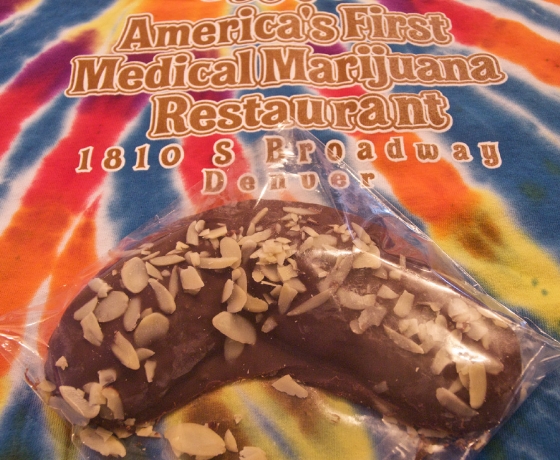 America's First
Medical Marijuana
Restaurant
1810 S Broadway
Denver